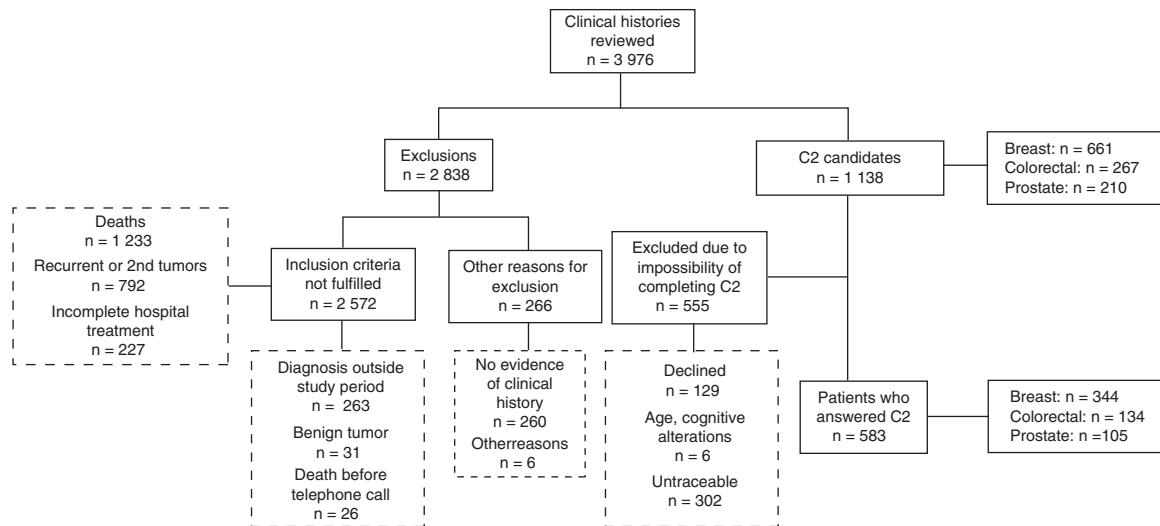 Clinical histories
reviewed
n = 3 976
Exclusions
n = 2 838
C2 candidates
n = 1 138
Breast: n = 661
Colorectal: n = 267
Prostate: n = 210
Deaths
n = 1 233
Recurrent or 2nd tumors
n = 792
Incomplete hospital
treatment
n = 227
Inclusion criteria
not fulfilled
n = 2 572
Other reasons for
exclusion
n = 266
Excluded due to
impossibility of
completing C2
n = 555
Diagnosis outside
study period
n = 263
Benign tumor
n = 31
Death before
telephone call
n = 26
No evidence
of clinical
history
n = 260
Otherreasons
n = 6
Declined
n = 129
Age, cognitive
alterations
n = 6
Untraceable
n = 302
Patients who
answered C2
n = 583
Breast: n = 344
Colorectal: n = 134
Prostate: n =105